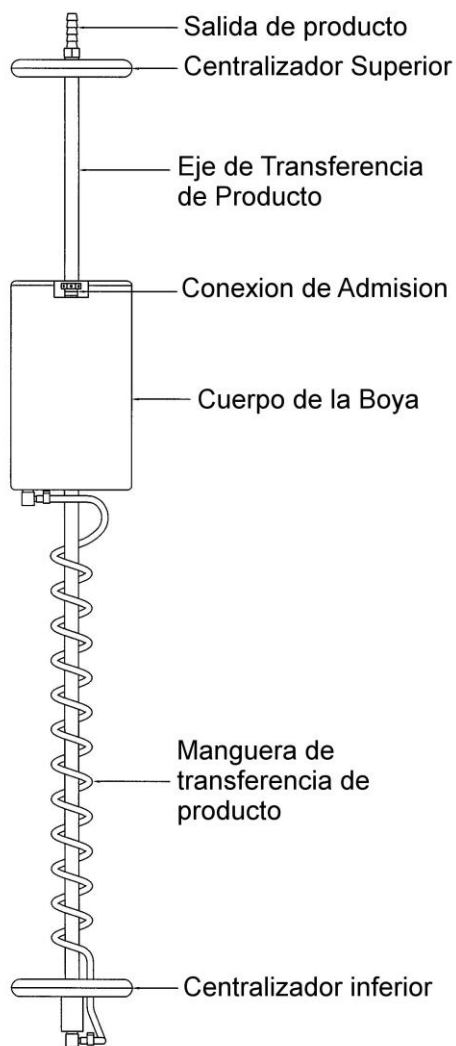 Salida de producto
Centralizador Superior
Eje de Transferencia
de Producto
Conexion de Admision
Cuerpo de la Boya
Manguera de
transferencia de
producto
Centralizador inferior